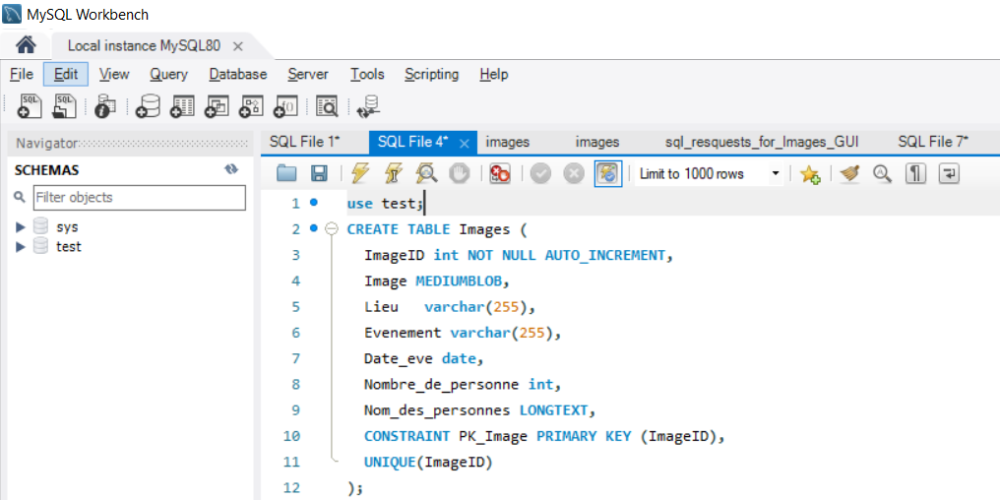 MySQL Workbench
Local instance MySQL80
File Edit View Query Database Server Tools Scripting Help
SQL SQL
Navigator
SQL File 1* SQL File 4* images images sql_resquests_for_Images_GUI SQL File 7*
SCHEMAS
Limit to 1000 rows
Filter objects
sys
test
1 use test;
2 CREATE TABLE Images (
3 ImageID int NOT NULL AUTO_INCREMENT,
4 Image MEDIUMBLOB,
5 Lieu varchar(255),
6 Evenement varchar(255),
7 Date_eve date,
8 Nombre_de_personne int,
9 Nom_des_personnes LONGTEXT,
10 CONSTRAINT PK_Image PRIMARY KEY (ImageID),
11 UNIQUE(ImageID)
12 );